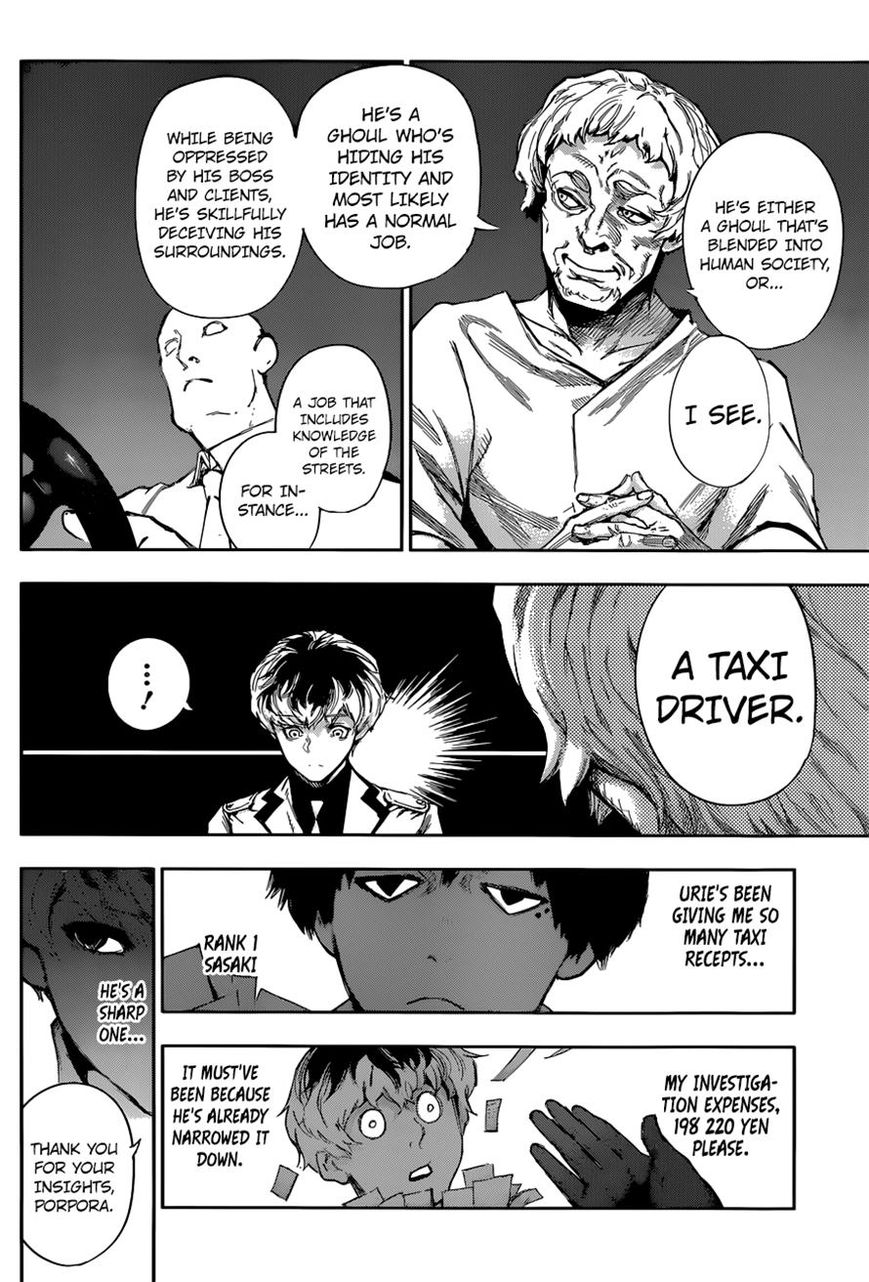 HE'S EITHER
A GHOUL THAT'S
BLENDED INTO
HUMAN SOCIETY,
OR...
I SEE.
HE'S A
GHOUL WHO'S
HIDING HIS
IDENTITY AND
MOST LIKELY
HAS A NORMAL
JOB.
WHILE BEING
OPPRESSED
BY HIS BOSS
AND CLIENTS,
HE'S SKILLFULLY
DECEIVING HIS
SURROUNDINGS.
A JOB THAT
INCLUDES
KNOWLEDGE
OF THE
STREETS.
FOR IN-
STANCE...
A TAXI
DRIVER.
...!
URIE'S BEEN
GIVING ME SO
MANY TAXI
RECEPTS...
RANK 1
SASAKI
MY INVESTIGA-
TION EXPENSES,
198 220 YEN
PLEASE.
IT MUST'VE
BEEN BECAUSE
HE'S ALREADY
NARROWED IT
DOWN.
HE'S A
SHARP
ONE...
THANK YOU
FOR YOUR
INSIGHTS,
PORPORA.